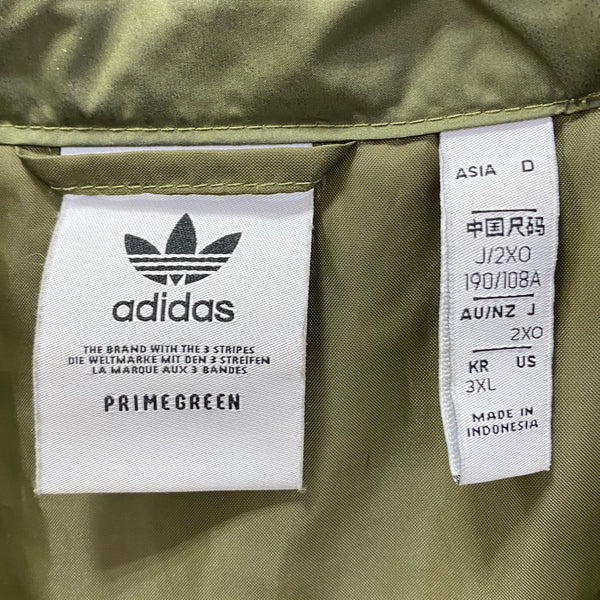 adidas
THE BRAND WITH THE 3 STRIPES
DIE WELTMARKE MIT DEN 3 STREIFEN
LA MARQUE AUX 3 BANDES
PRIMEGREEN
ASIA D
中国尺码
J/2XO
190/108A
AU/NZ J
2XO
KR US
3XL
MADE IN
INDONESIA